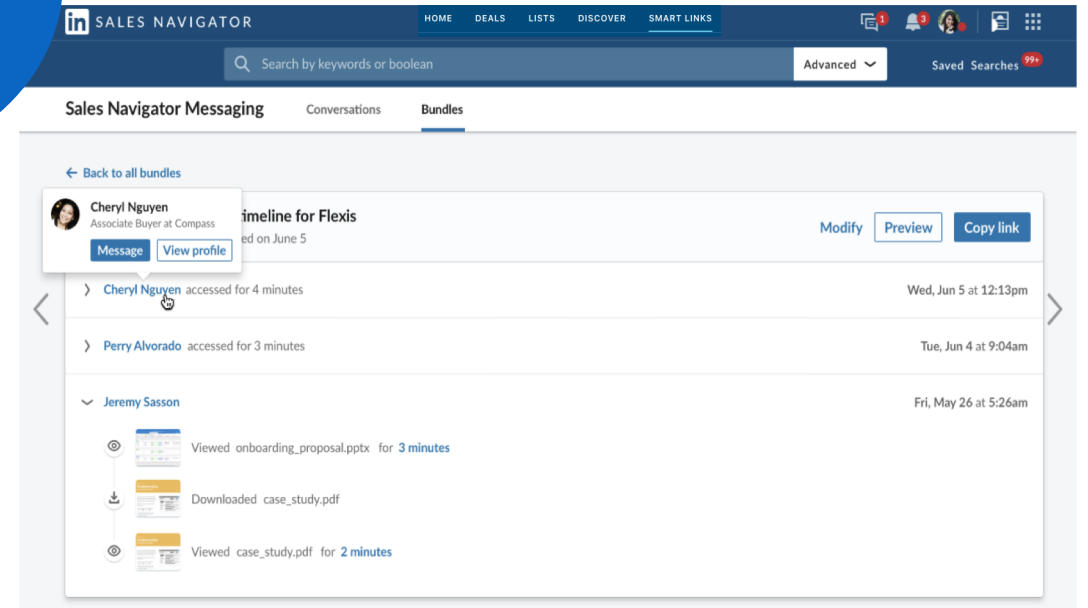 in SALES NAVIGATOR HOME DEALS LISTS DISCOVER SMART LINKS 1 3
Search by keywords or boolean Advanced Saved Searches 99+
Sales Navigator Messaging Conversations Bundles
Back to all bundles
Cheryl Nguyen
Associate Buyer at Compass
Message View profile
timeline for Flexis
ed on June 5
Modify Preview Copy link
Cheryl Nguyen accessed for 4 minutes Wed, Jun 5 at 12:13pm
Perry Alvorado accessed for 3 minutes Tue, Jun 4 at 9:04am
Jeremy Sasson Fri, May 26 at 5:26am
Viewed onboarding_proposal.pptx for 3 minutes
Downloaded case_study.pdf
Viewed case_study.pdf for 2 minutes